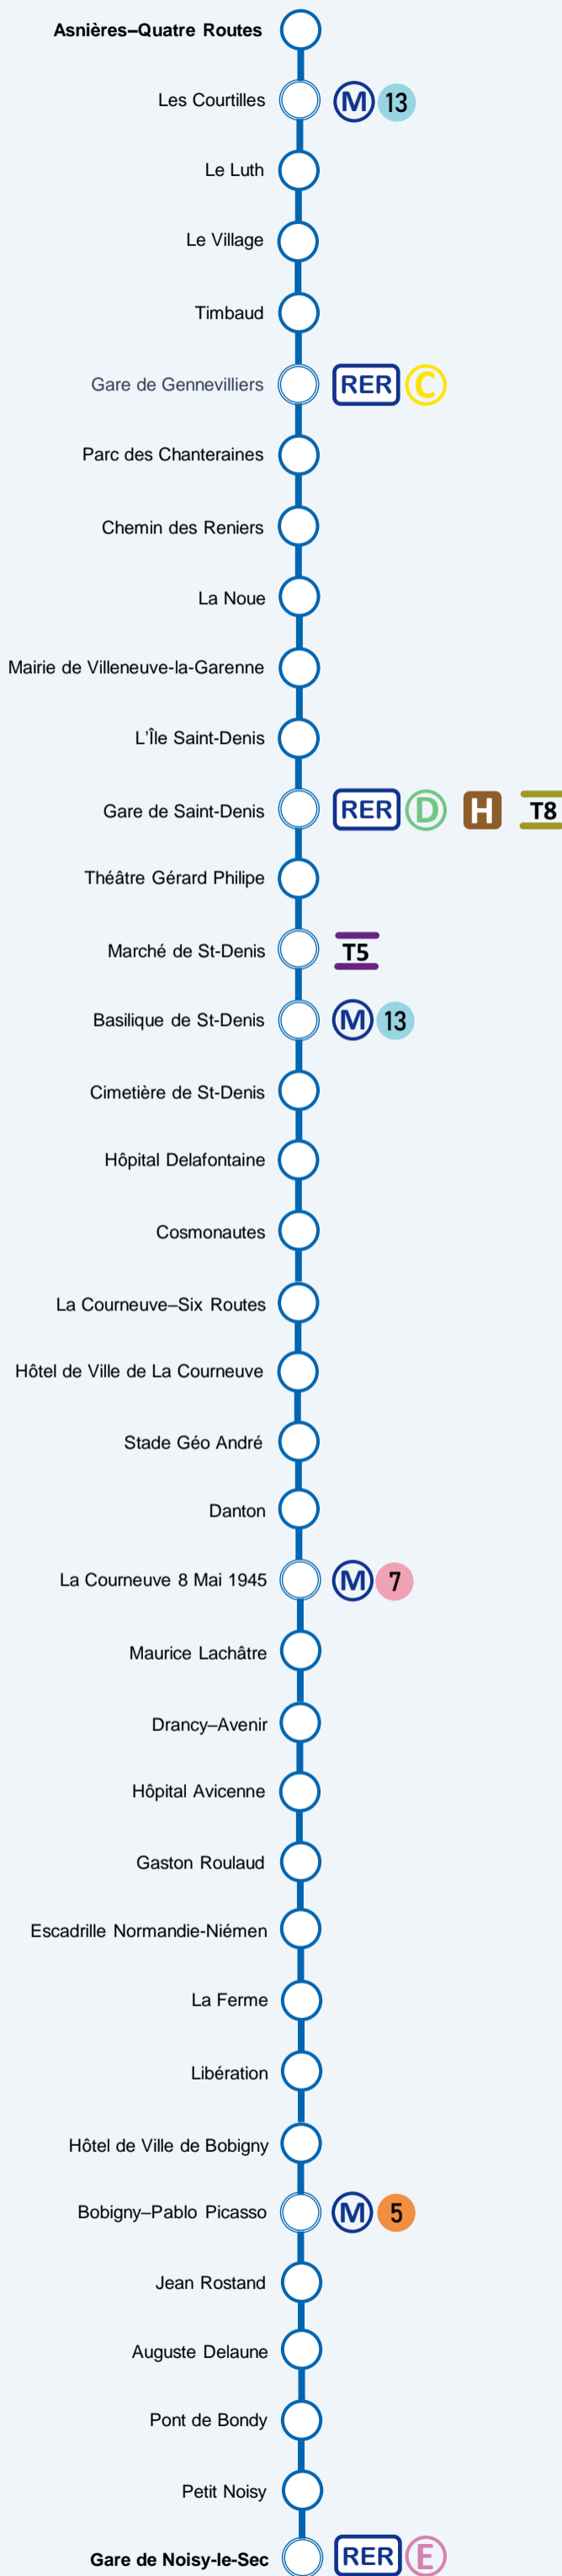 Asnières–Quatre Routes
Les Courtilles M 13
Le Luth
Le Village
Timbaud
Gare de Gennevilliers RER C
Parc des Chanteraines
Chemin des Reniers
La Noue
Mairie de Villeneuve-la-Garenne
L’Île Saint-Denis
Gare de Saint-Denis RER D H T8
Théâtre Gérard Philipe
Marché de St-Denis T5
Basilique de St-Denis M 13
Cimetière de St-Denis
Hôpital Delafontaine
Cosmonautes
La Courneuve–Six Routes
Hôtel de Ville de La Courneuve
Stade Géo André
Danton
La Courneuve 8 Mai 1945 M 7
Maurice Lachâtre
Drancy–Avenir
Hôpital Avicenne
Gaston Roulaud
Escadrille Normandie-Niémen
La Ferme
Libération
Hôtel de Ville de Bobigny
Bobigny–Pablo Picasso M 5
Jean Rostand
Auguste Delaune
Pont de Bondy
Petit Noisy
Gare de Noisy-le-Sec RER E